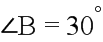 ∠B = 30°